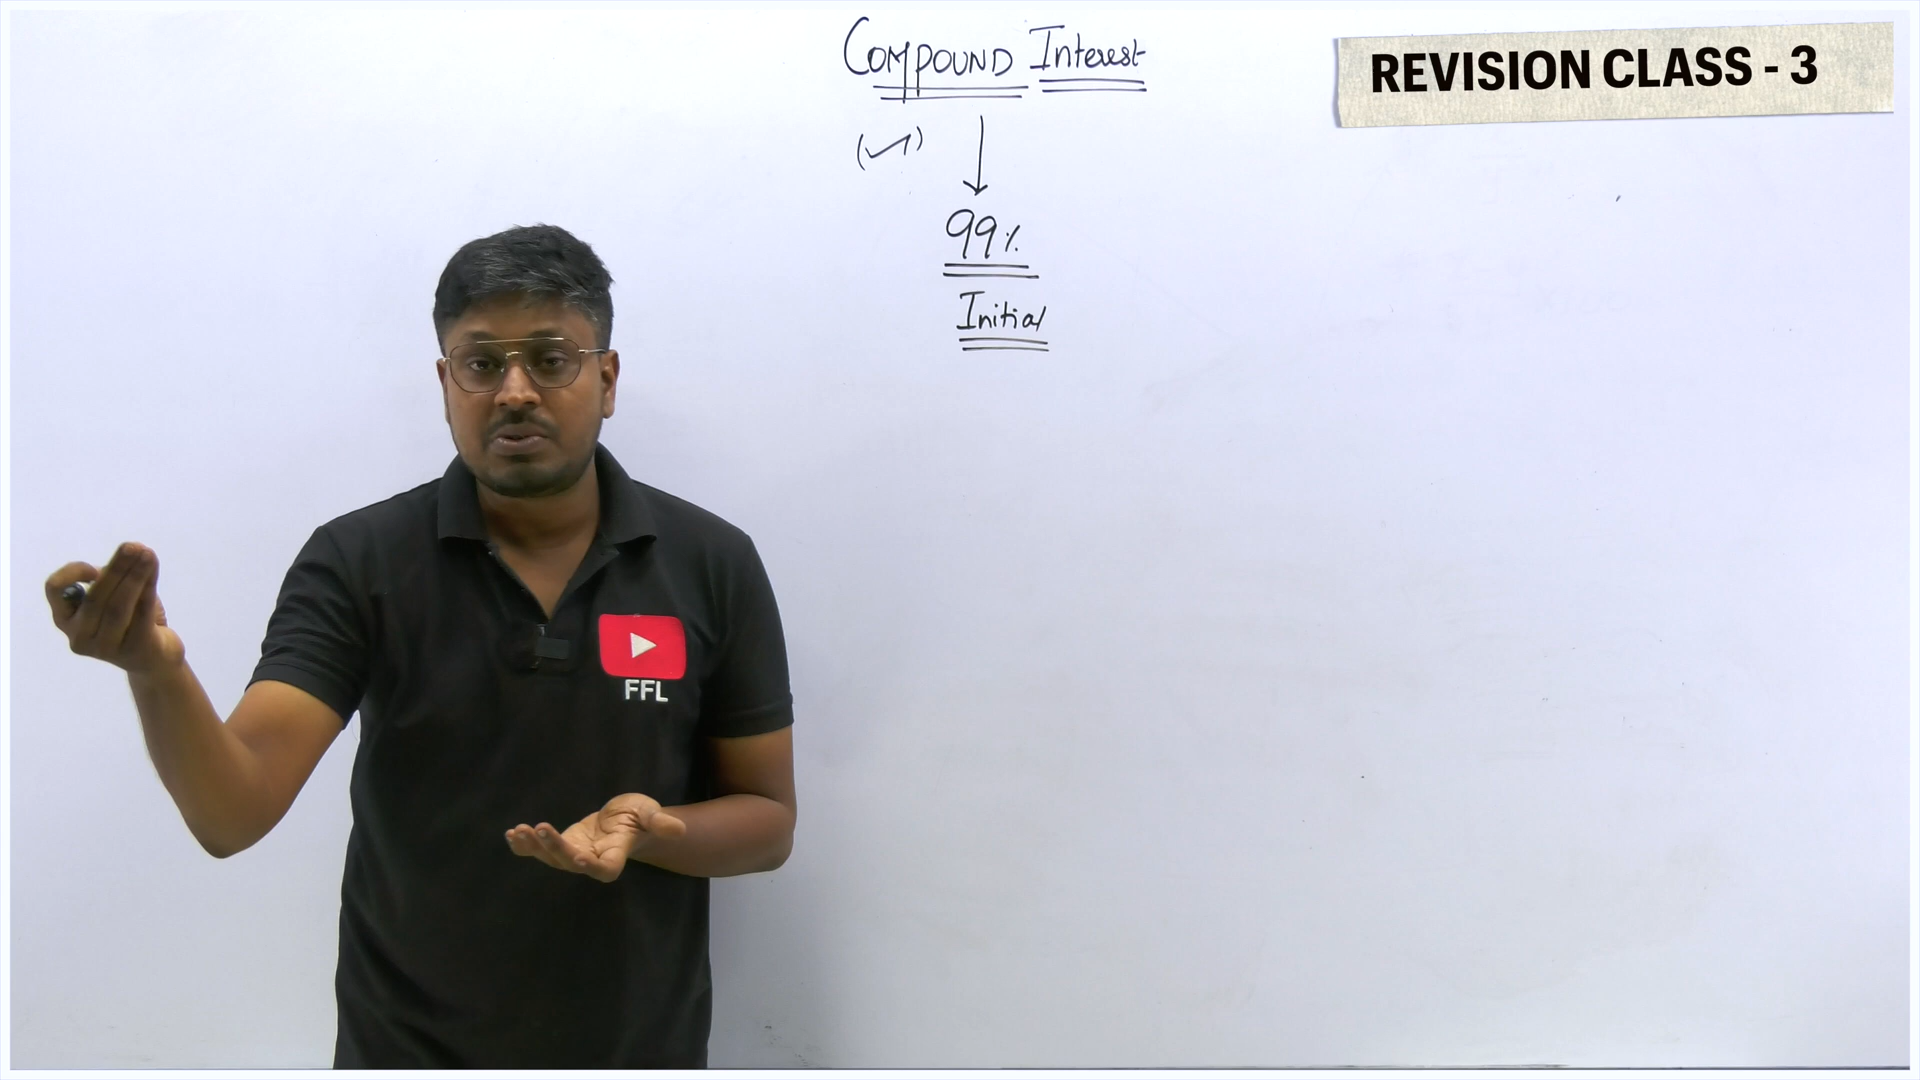 COMPOUND Interest
REVISION CLASS - 3
99%
Initial
FFL